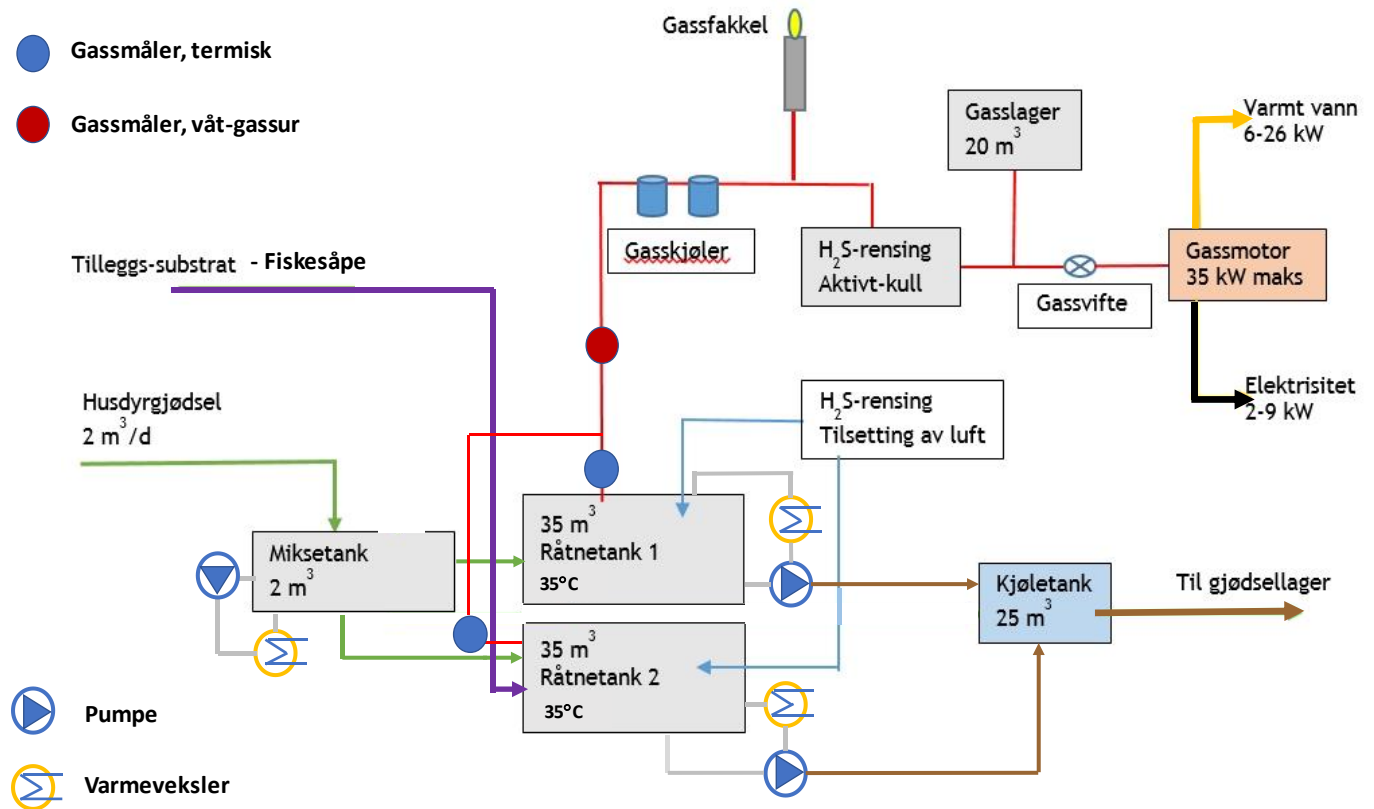 Gassfakkel
Gassmåler, termisk
Gassmåler, våt-gassur
Gasslager
20 m³
Varmt vann
6-26 kW
Gasskjøler
H₂S-rensing
Aktivt-kull
Gassmotor
35 kW maks
Gassvifte
Tilleggs-substrat - Fiskesåpe
Husdyrgjødsel
2 m³/d
H₂S-rensing
Tilsetting av luft
Elektrisitet
2-9 kW
Miksetank
2 m³
35 m³
Råtnetank 1
35°C
Kjøletank
25 m³
Til gjødsellager
35 m³
Råtnetank 2
35°C
Pumpe
Varmeveksler